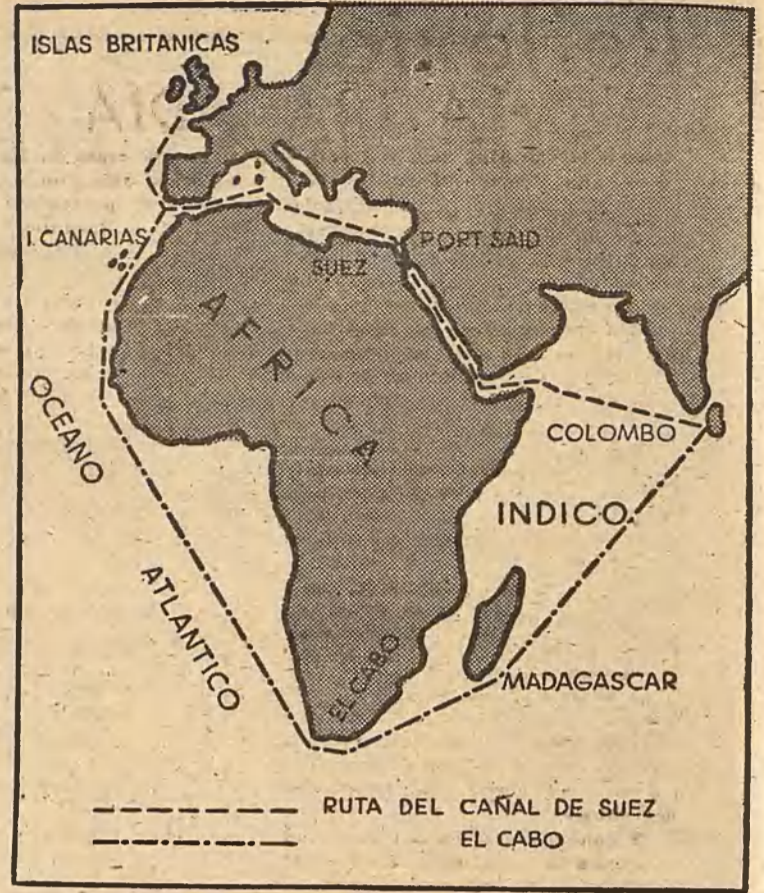 ISLAS BRITANICAS
I. CANARIAS
PORT SAID
SUEZ
AFRICA
OCEANO
COLOMBO
INDICO
ATLANTICO
EL CABO
MADAGASCAR
RUTA DEL CAÑAL DE SUEZ
EL CABO